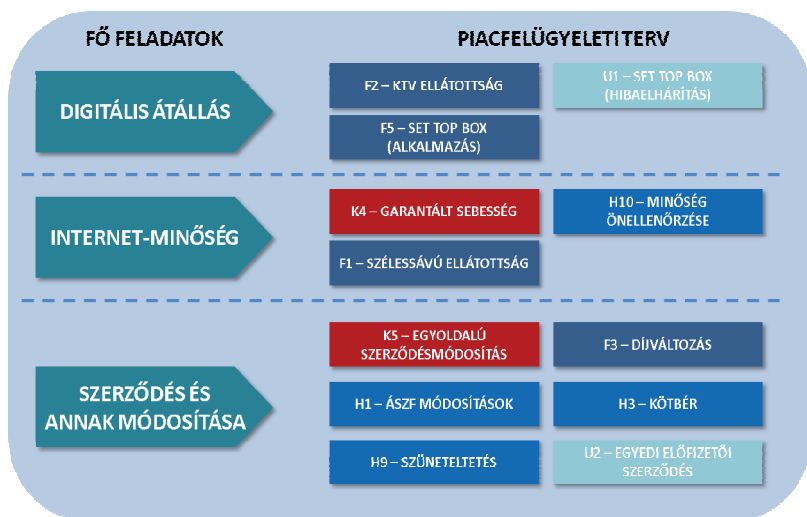 FŐ FELADATOK
PIACFELÜGYELETI TERV
DIGITÁLIS ÁTÁLLÁS
F2 – KTV ELLÁTOTTSÁG
U1 – SET TOP BOX
(HIBAELHÁRÍTÁS)
F5 – SET TOP BOX
(ALKALMAZÁS)
INTERNET-MINŐSÉG
K4 – GARANTÁLT SEBESSÉG
H10 – MINŐSÉG
ÖNELLENŐRZÉSE
F1 – SZÉLESSÁVÚ ELLÁTOTTSÁG
SZERZŐDÉS ÉS
ANNAK MÓDOSÍTÁSA
K5 – EGYOLDALÚ
SZERZŐDÉSMÓDOSÍTÁS
F3 – DÍJVÁLTOZÁS
H1 – ÁSZF MÓDOSÍTÁSOK
H3 – KÖTBÉR
H9 – SZÜNETELTETÉS
U2 – EGYEDI ELŐFIZETŐI
SZERZŐDÉS